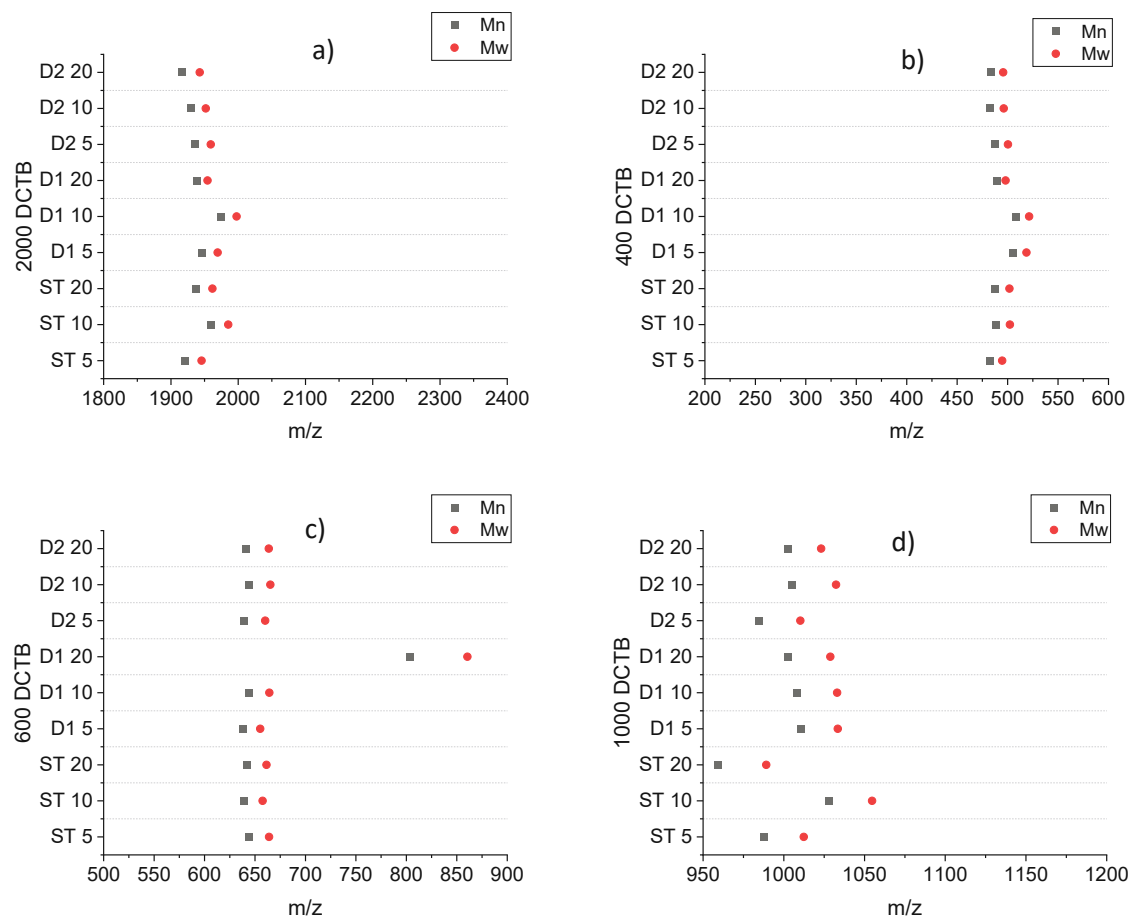 a)
Mn
Mw
2000 DCTB
D2 20
D2 10
D2 5
D1 20
D1 10
D1 5
ST 20
ST 10
ST 5
1800 1900 2000 2100 2200 2300 2400
m/z
b)
Mn
Mw
400 DCTB
D2 20
D2 10
D2 5
D1 20
D1 10
D1 5
ST 20
ST 10
ST 5
200 250 300 350 400 450 500 550 600
m/z
c)
Mn
Mw
600 DCTB
D2 20
D2 10
D2 5
D1 20
D1 10
D1 5
ST 20
ST 10
ST 5
500 550 600 650 700 750 800 850 900
m/z
d)
Mn
Mw
1000 DCTB
D2 20
D2 10
D2 5
D1 20
D1 10
D1 5
ST 20
ST 10
ST 5
950 1000 1050 1100 1150 1200
m/z